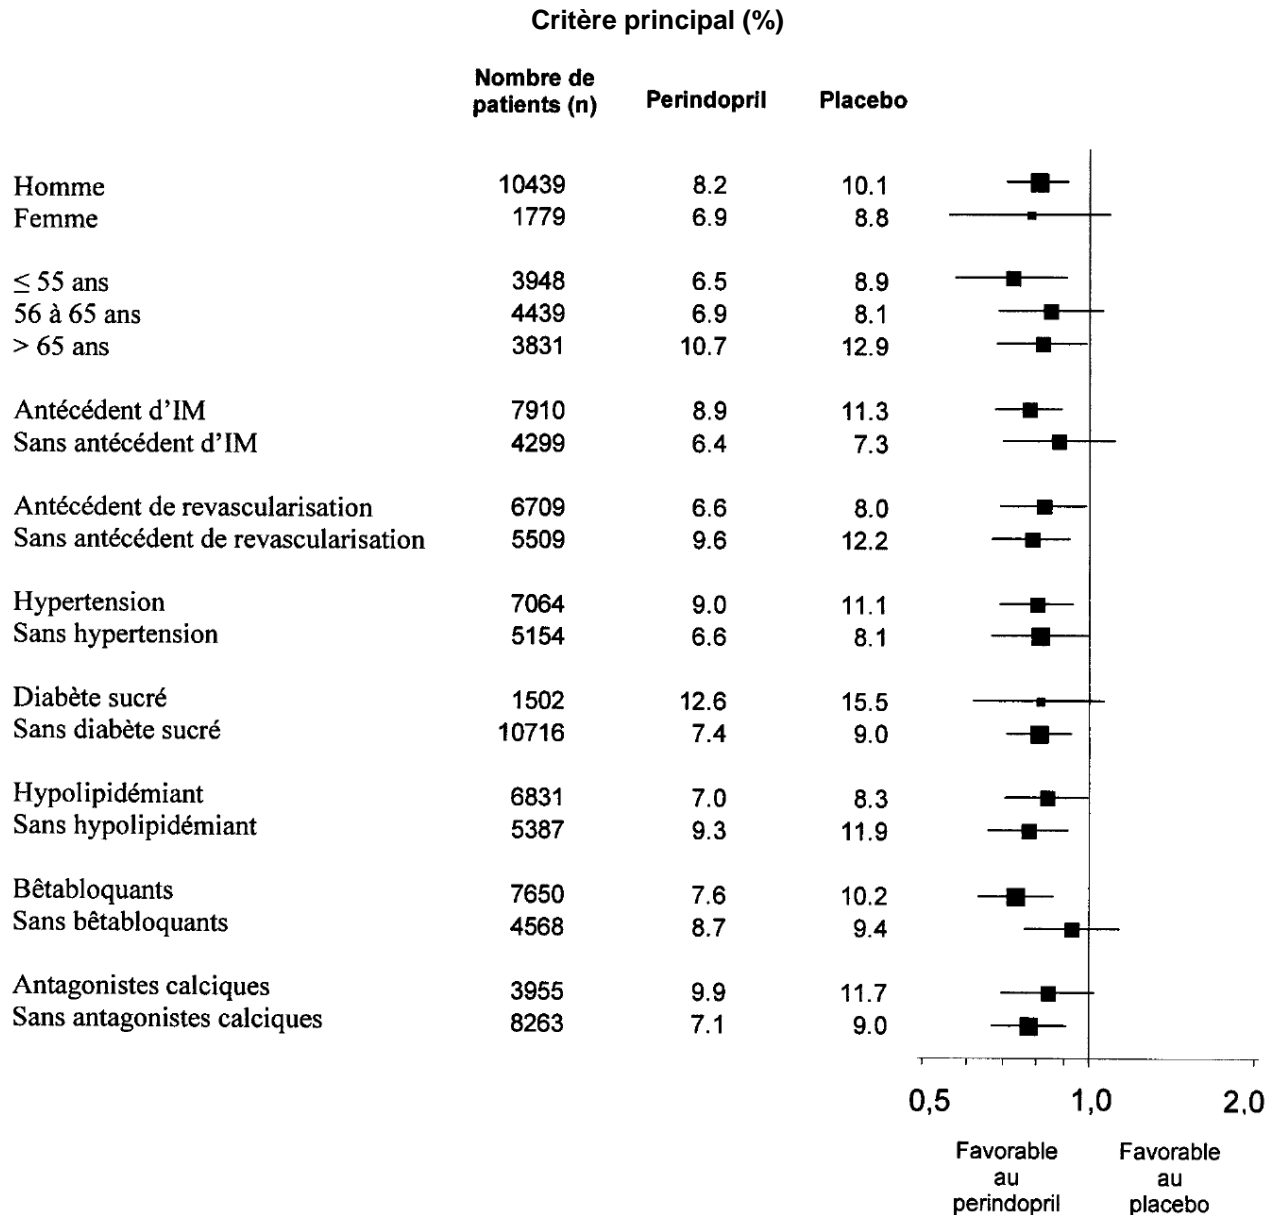 Critère principal (%)
Nombre de patients (n) Perindopril Placebo
Homme 10439 8.2 10.1
Femme 1779 6.9 8.8
≤ 55 ans 3948 6.5 8.9
56 à 65 ans 4439 6.9 8.1
> 65 ans 3831 10.7 12.9
Antécédent d'IM 7910 8.9 11.3
Sans antécédent d'IM 4299 6.4 7.3
Antécédent de revascularisation 6709 6.6 8.0
Sans antécédent de revascularisation 5509 9.6 12.2
Hypertension 7064 9.0 11.1
Sans hypertension 5154 6.6 8.1
Diabète sucré 1502 12.6 15.5
Sans diabète sucré 10716 7.4 9.0
Hypolipidémiant 6831 7.0 8.3
Sans hypolipidémiant 5387 9.3 11.9
Bêtabloquants 7650 7.6 10.2
Sans bêtabloquants 4568 8.7 9.4
Antagonistes calciques 3955 9.9 11.7
Sans antagonistes calciques 8263 7.1 9.0
0,5 1,0 2,0
Favorable au perindopril
Favorable au placebo